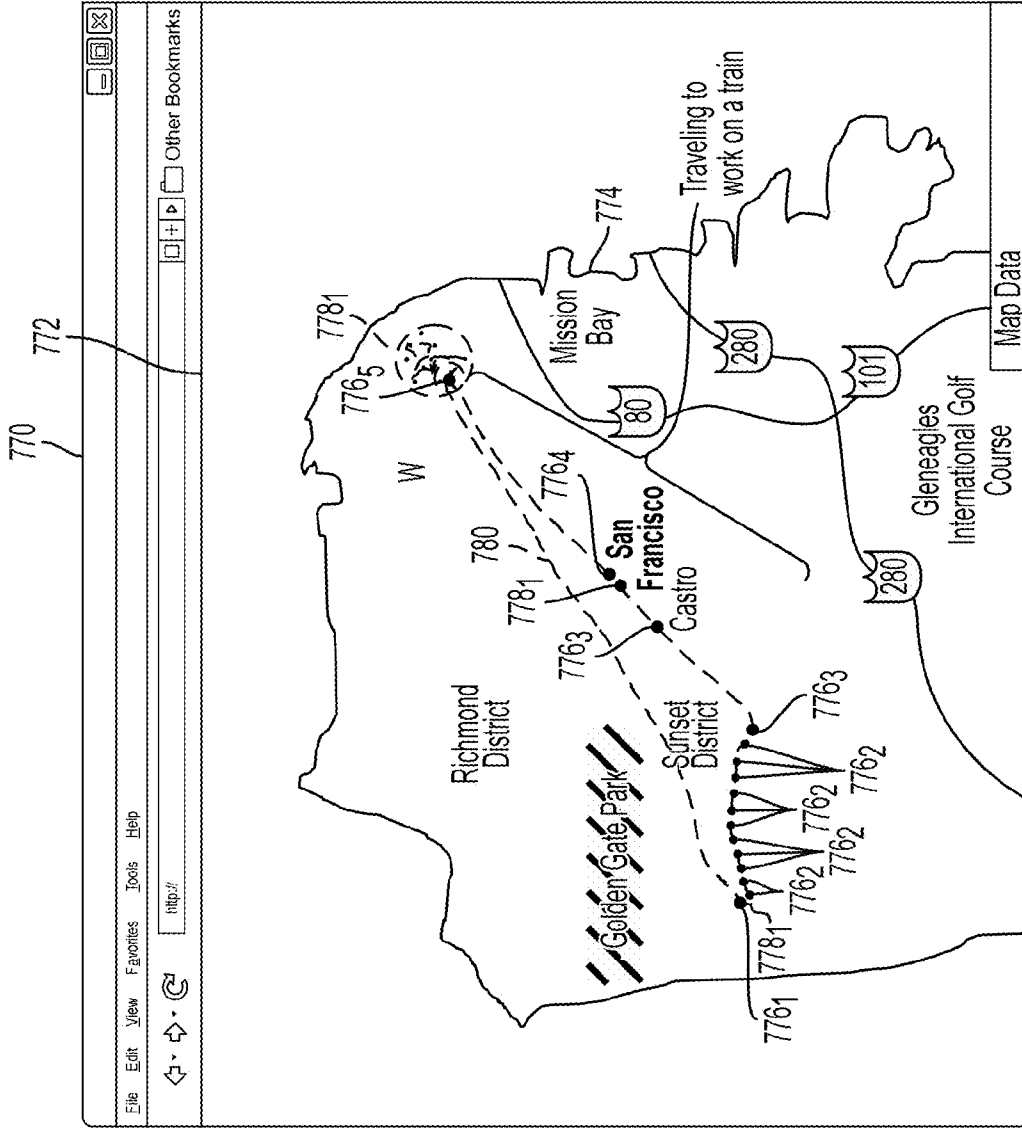 770
772
File Edit View Favorites Tools Help
http://
Other Bookmarks
7781
7765
W
774
Mission
Bay
Traveling to
work on a train
780
7764
80
280
7781
San
Francisco
Richmond
District
7763
Castro
101
Map Data
Golden Gate Park
Sunset
District
280
Gleneagles
International Golf
Course
7763
7762
7762
7762
7762
7781
7761